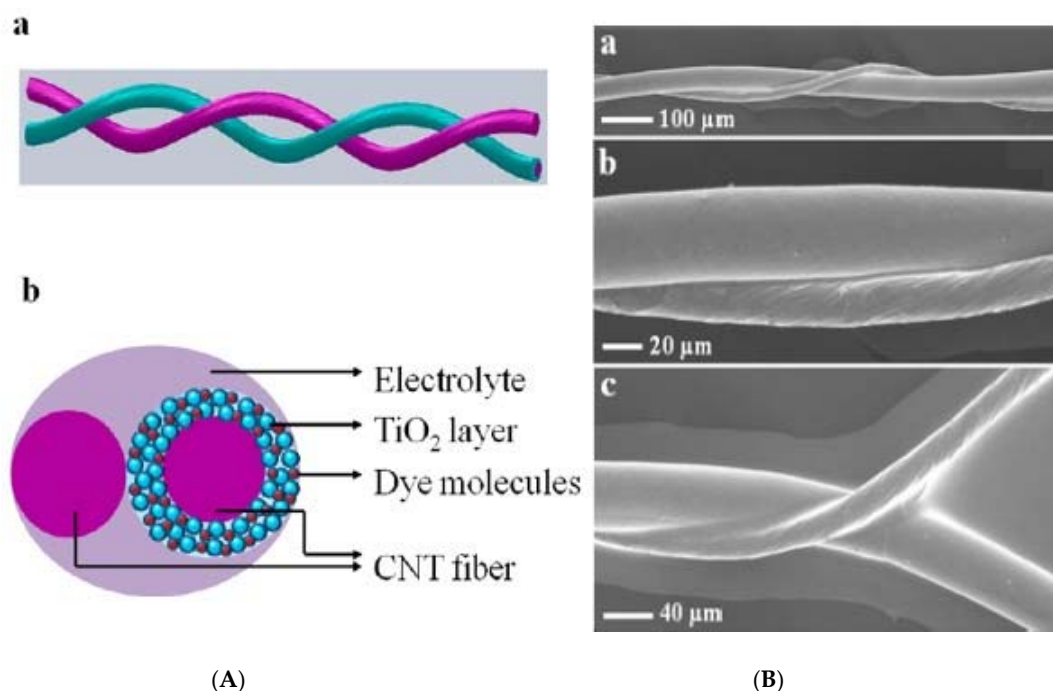 a
b
Electrolyte
TiO₂ layer
Dye molecules
CNT fiber
(A)
a
100 µm
b
20 µm
c
40 µm
(B)